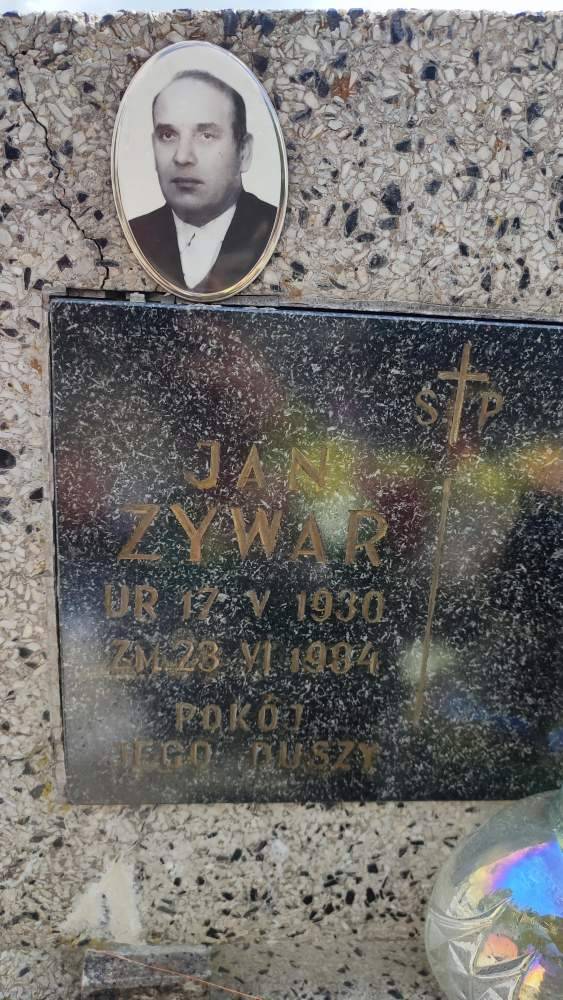 Ś P
JAN
ZYWAR
UR 17 V 1930
ZM. 28 VI 1984
POKÓJ
JEGO DUSZY